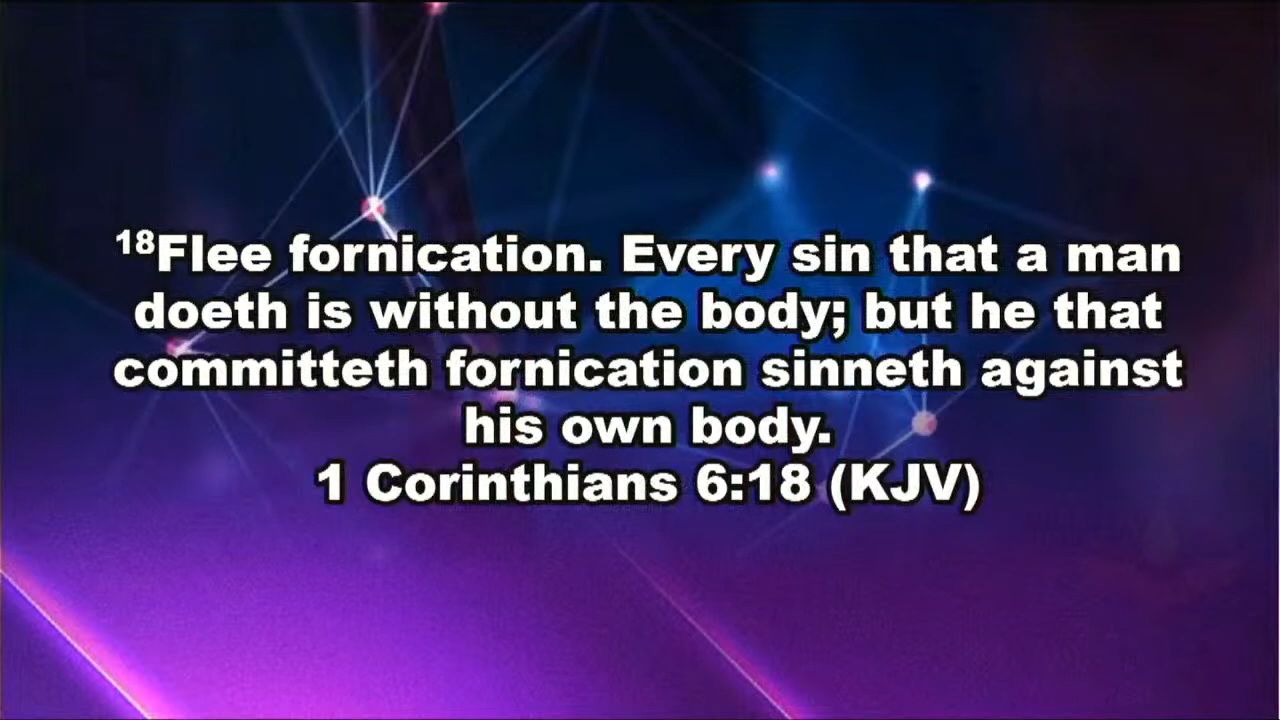 ¹⁸Flee fornication. Every sin that a man
doeth is without the body; but he that
committeth fornication sinneth against
his own body.
1 Corinthians 6:18 (KJV)